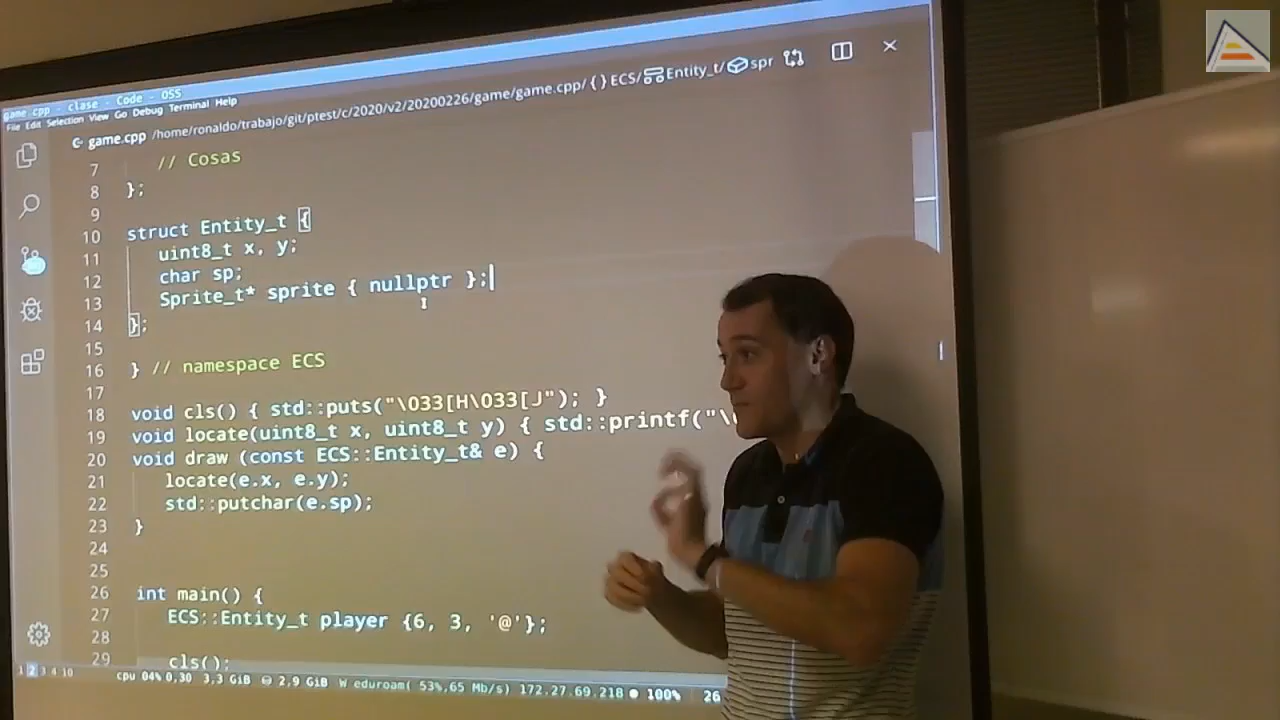 game.cpp - clase - Code - OSS
File Edit Selection View Go Debug Terminal Help
game.cpp /home/ronaldo/trabajo/git/ptest/c/2020/v2/20200226/game/game.cpp/ {} ECS/ Entity_t/ spr
7 // Cosas
8 };
9
10 struct Entity_t {
11 uint8_t x, y;
12 char sp;
13 Sprite_t* sprite { nullptr };
14 };
15
16 } // namespace ECS
17
18 void cls() { std::puts("\033[H\033[J"); }
19 void locate(uint8_t x, uint8_t y) { std::printf("\
20 void draw (const ECS::Entity_t& e) {
21 locate(e.x, e.y);
22 std::putchar(e.sp);
23 }
24
25
26 int main() {
27 ECS::Entity_t player {6, 3, '@'};
28
29 cls();
1 2 3 4 10 cpu 04% 0,30 3,3 GiB 2,9 GiB W eduroam( 53%,65 Mb/s) 172.27.69.218 100% 26